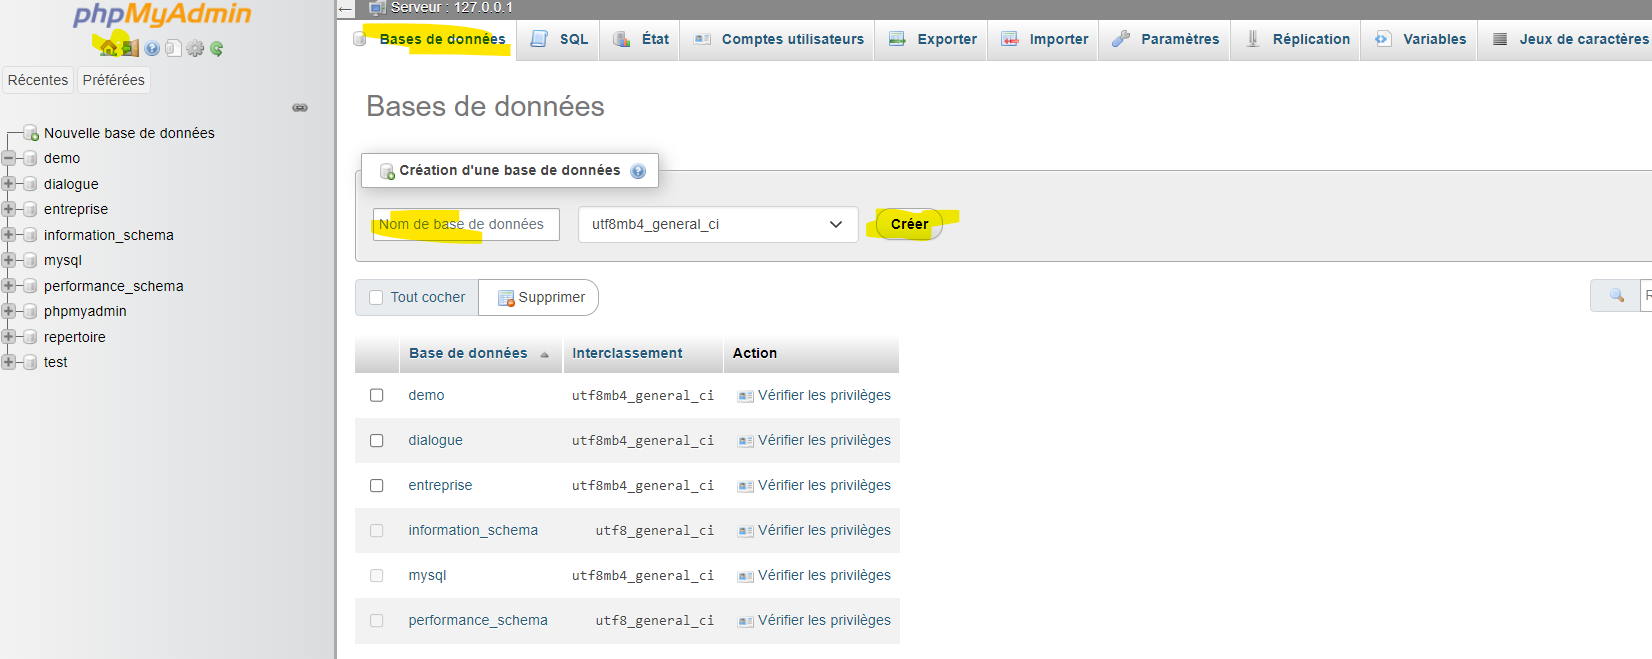 phpMyAdmin
Récentes Préférées
Nouvelle base de données
demo
dialogue
entreprise
information_schema
mysql
performance_schema
phpmyadmin
repertoire
test
Serveur : 127.0.0.1
Bases de données SQL État Comptes utilisateurs Exporter Importer Paramètres Réplication Variables Jeux de caractères
Bases de données
Création d'une base de données
Nom de base de données utf8mb4_general_ci Créer
Tout cocher Supprimer
Base de données Interclassement Action
demo utf8mb4_general_ci Vérifier les privilèges
dialogue utf8mb4_general_ci Vérifier les privilèges
entreprise utf8mb4_general_ci Vérifier les privilèges
information_schema utf8_general_ci Vérifier les privilèges
mysql utf8mb4_general_ci Vérifier les privilèges
performance_schema utf8_general_ci Vérifier les privilèges